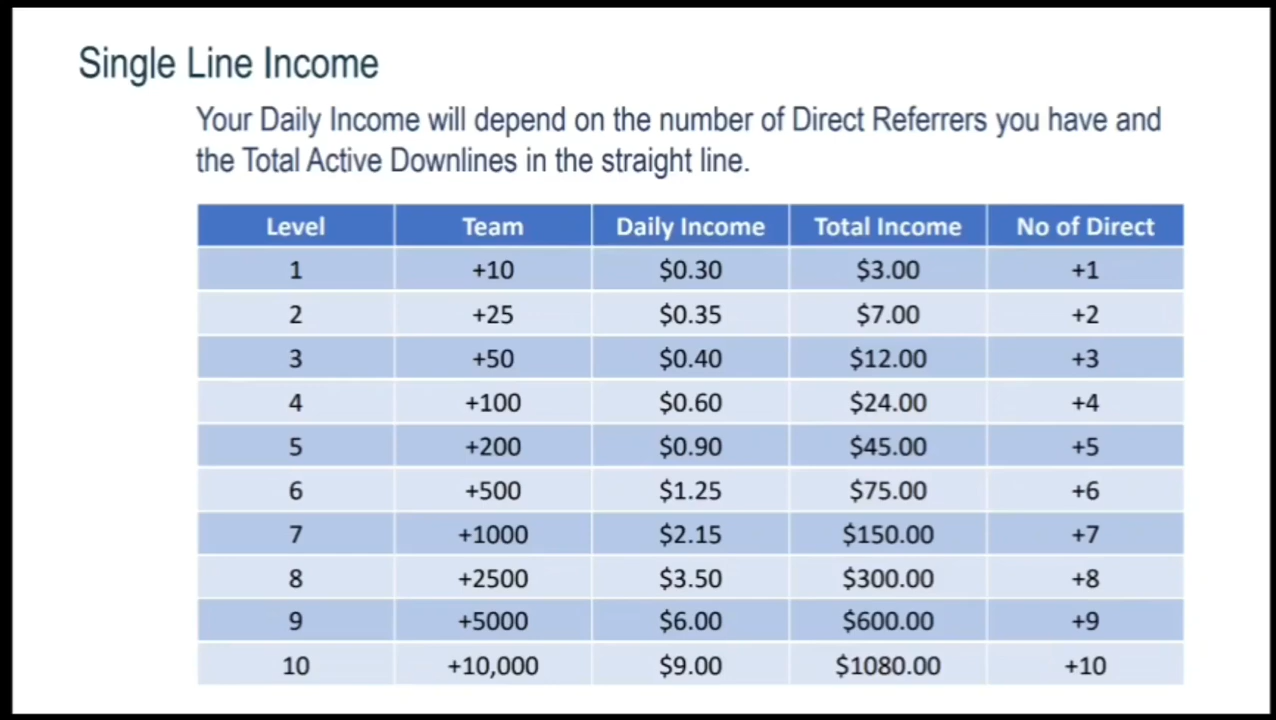 Single Line Income
Your Daily Income will depend on the number of Direct Referrers you have and
the Total Active Downlines in the straight line.
Level Team Daily Income Total Income No of Direct
1 +10 $0.30 $3.00 +1
2 +25 $0.35 $7.00 +2
3 +50 $0.40 $12.00 +3
4 +100 $0.60 $24.00 +4
5 +200 $0.90 $45.00 +5
6 +500 $1.25 $75.00 +6
7 +1000 $2.15 $150.00 +7
8 +2500 $3.50 $300.00 +8
9 +5000 $6.00 $600.00 +9
10 +10,000 $9.00 $1080.00 +10